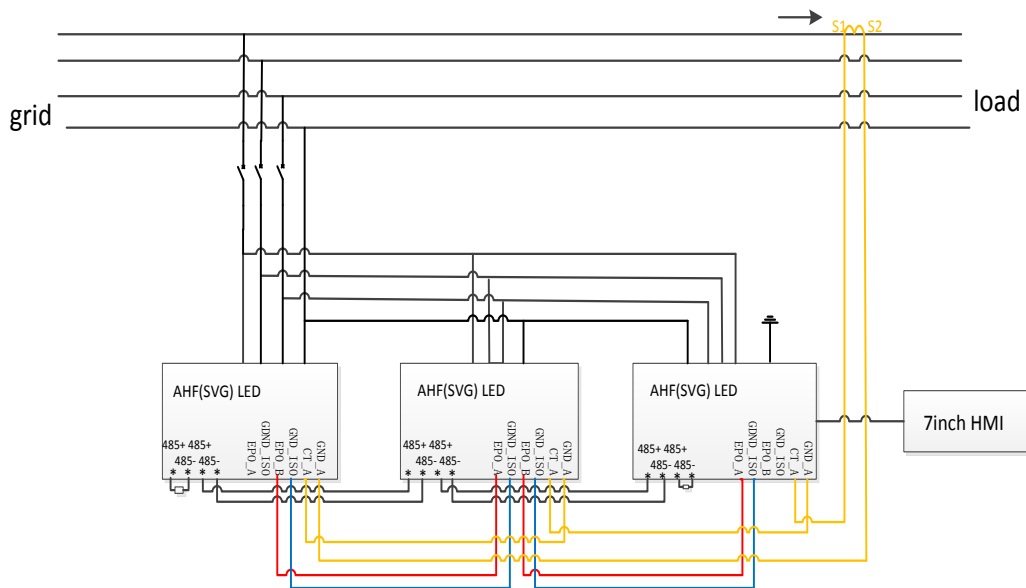 S1 S2
grid
load
AHF(SVG) LED
AHF(SVG) LED
AHF(SVG) LED
7inch HMI
485+ 485+
485- 485-
EPO_A
GDND_ISO
EPO_B
GND_ISO
CT_A
GND_A
485+ 485+
485- 485-
EPO_A
GDND_ISO
EPO_B
GND_ISO
CT_A
GND_A
485+ 485+
485- 485-
EPO_A
GDND_ISO
EPO_B
GND_ISO
CT_A
GND_A